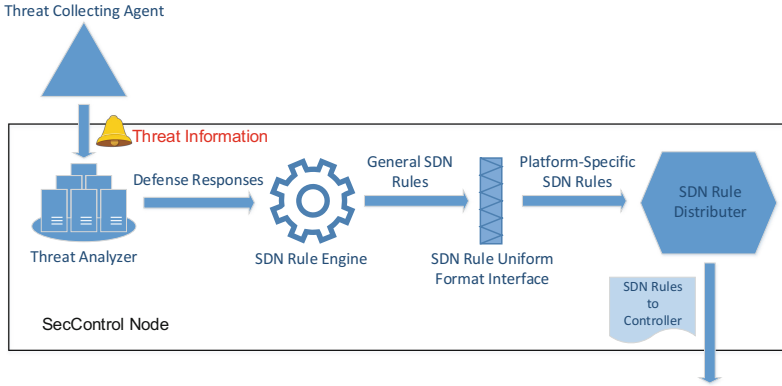 Threat Collecting Agent
Threat Information
Defense Responses
General SDN
Rules
Platform-Specific
SDN Rules
SDN Rule
Distributer
Threat Analyzer
SDN Rule Engine
SDN Rule Uniform
Format Interface
SDN Rules
to
Controller
SecControl Node